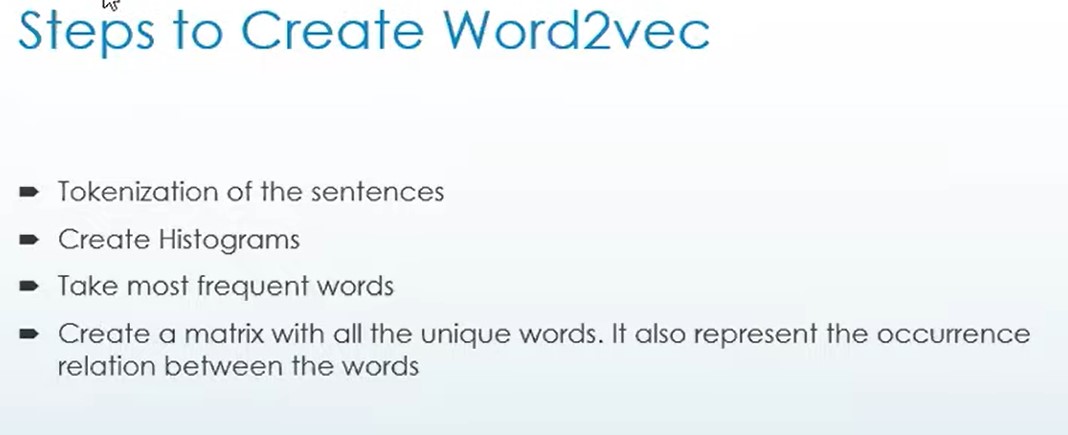 Steps to Create Word2vec
Tokenization of the sentences
Create Histograms
Take most frequent words
Create a matrix with all the unique words. It also represent the occurrence
relation between the words